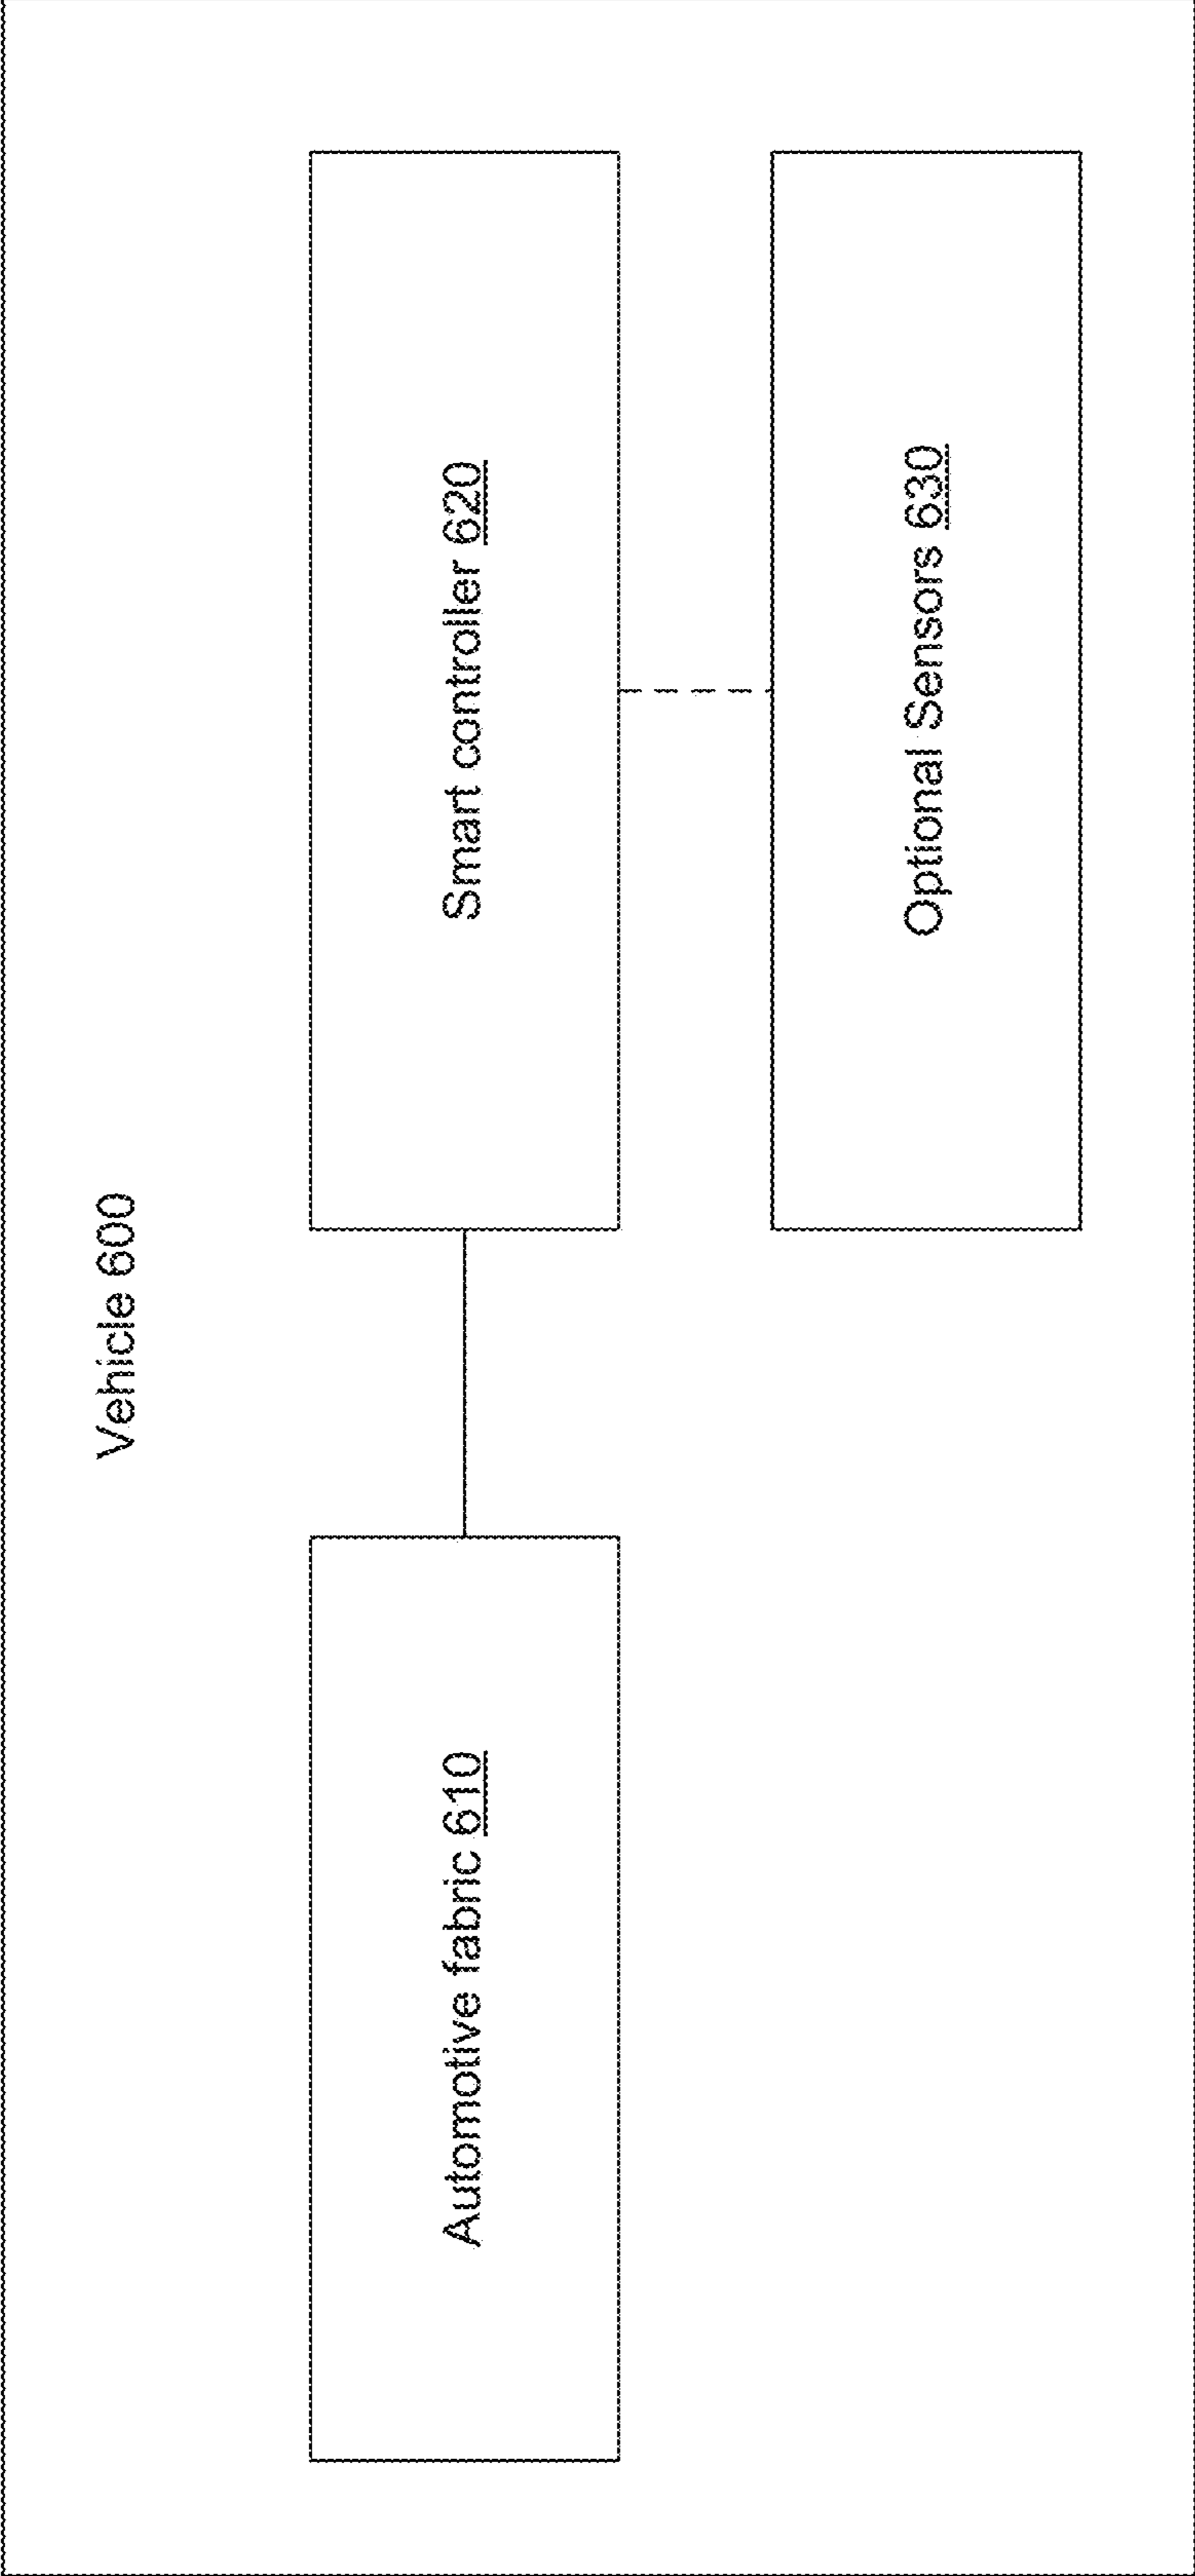 Vehicle 600
Automotive fabric 610
Smart controller 620
Optional Sensors 630